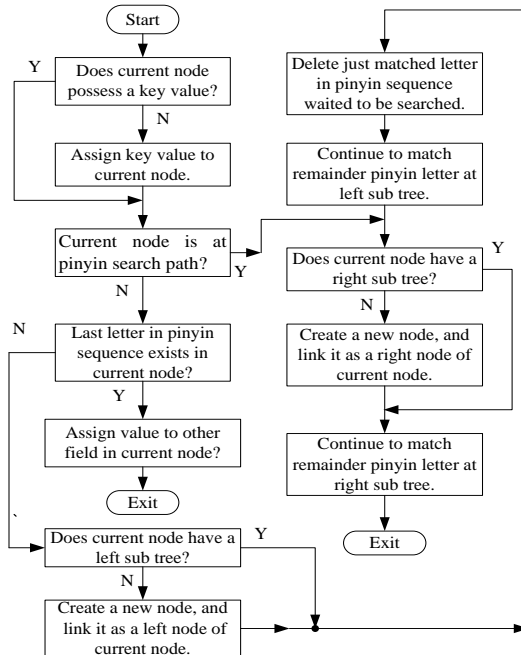 Start
Y
Does current node
possess a key value?
N
Assign key value to
current node.
Current node is at
pinyin search path?
Y
N
N
Last letter in pinyin
sequence exists in
current node?
Y
Assign value to other
field in current node?
Exit
`
Does current node have a
left sub tree?
Y
N
Create a new node, and
link it as a left node of
current node.
Delete just matched letter
in pinyin sequence
waited to be searched.
Continue to match
remainder pinyin letter at
left sub tree.
Does current node have a
right sub tree?
Y
N
Create a new node, and
link it as a right node of
current node.
Continue to match
remainder pinyin letter at
right sub tree.
Exit